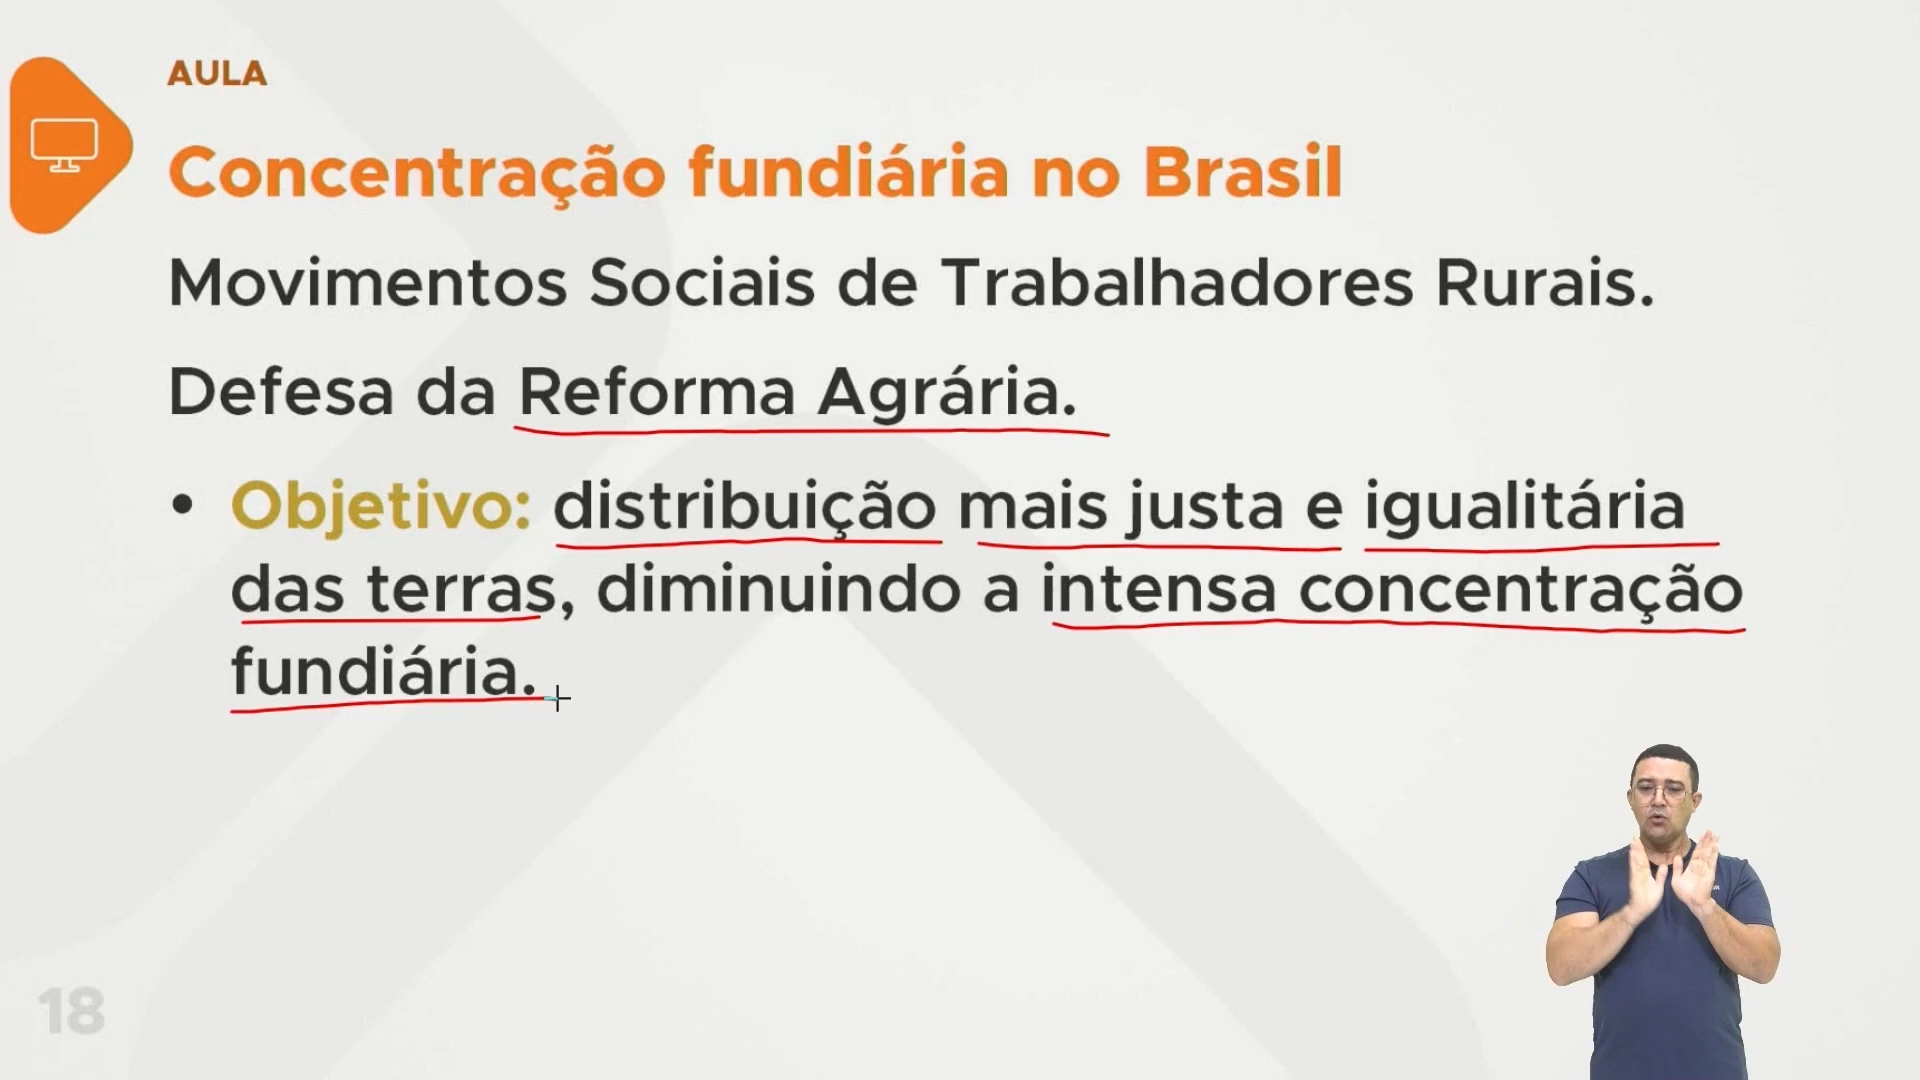 AULA
Concentração fundiária no Brasil
Movimentos Sociais de Trabalhadores Rurais.
Defesa da Reforma Agrária.
• Objetivo: distribuição mais justa e igualitária
das terras, diminuindo a intensa concentração
fundiária.
18